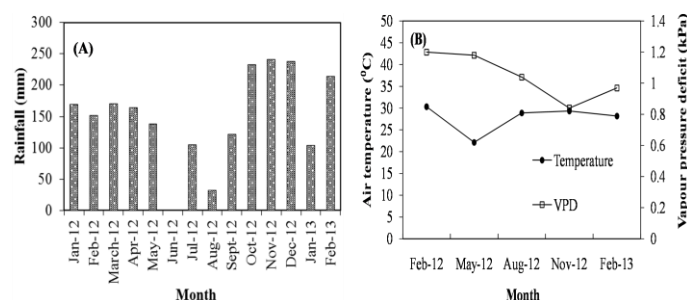 (A)
Rainfall (mm)
300
250
200
150
100
50
0
Jan-12
Feb-12
March-12
Apr-12
May-12
Jun-12
Jul-12
Aug-12
Sept-12
Oct-12
Nov-12
Dec-12
Jan-13
Feb-13
Month
(B)
Air temperature (°C)
50
45
40
35
30
25
20
15
10
5
0
Temperature
VPD
Feb-12 May-12 Aug-12 Nov-12 Feb-13
Month
1.4
1.2
1
0.8
0.6
0.4
0.2
0
Vapour pressure deficit (kPa)